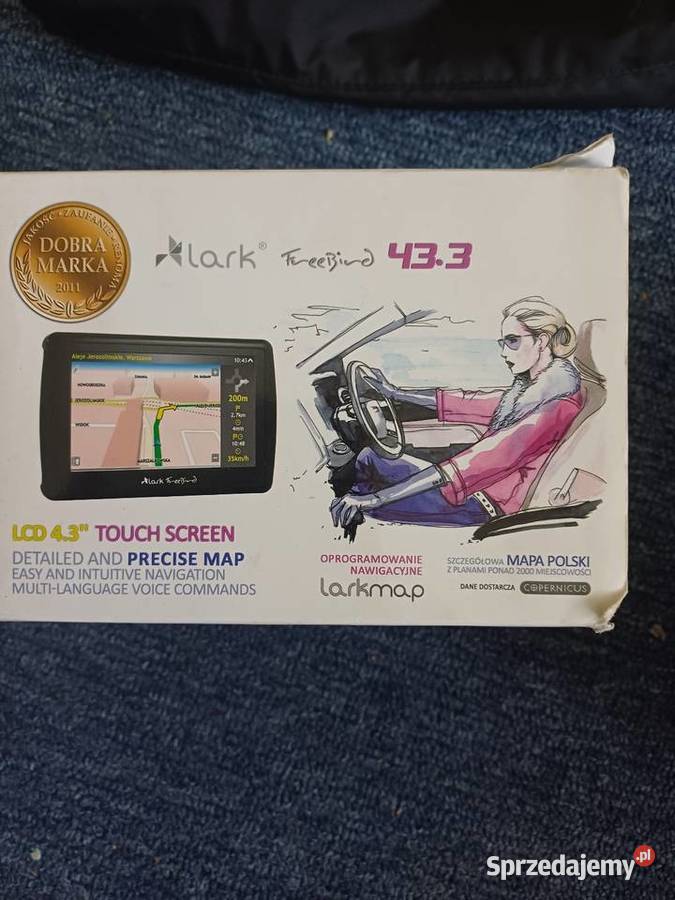 JAKOŚĆ • ZAUFANIE • RENOMA
DOBRA
MARKA
2011
lark® FreeBird 43.3
Aleje Jerozolimskie, Warszawa
10:43
NOWOGRODZKA
WIDOK
200m
2.7km
4min
10:48
35km/h
lark FreeBird
LCD 4.3" TOUCH SCREEN
DETAILED AND PRECISE MAP
EASY AND INTUITIVE NAVIGATION
MULTI-LANGUAGE VOICE COMMANDS
OPROGRAMOWANIE
NAWIGACYJNE
larkmap
SZCZEGÓŁOWA MAPA POLSKI
Z PLANAMI PONAD 2000 MIEJSCOWOŚCI
DANE DOSTARCZA COPERNICUS
Sprzedajemy.pl